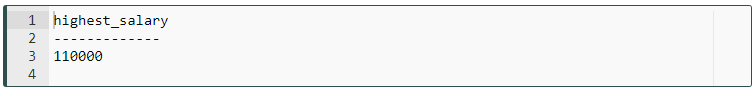 1 highest_salary
2 -------------
3 110000
4